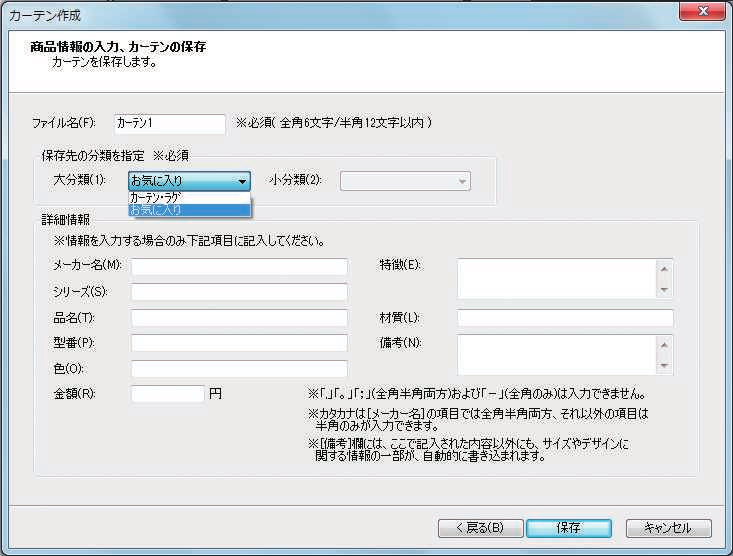 カーテン作成
商品情報の入力、カーテンの保存
カーテンを保存します。
ファイル名(F): カーテン1 ※必須( 全角6文字/半角12文字以内 )
保存先の分類を指定 ※必須
大分類(1): お気に入り 小分類(2):
ｶｰﾃﾝ・ﾗｸﾞ
お気に入り
詳細情報
※情報を入力する場合のみ下記項目に記入してください。
メーカー名(M): 特徴(E):
シリーズ(S):
品名(T): 材質(L):
型番(P): 備考(N):
色(O):
金額(R): 円 ※「,」「。」「;」(全角半角両方)および「－」(全角のみ)は入力できません。
※カタカナは[メーカー名]の項目では全角半角両方、それ以外の項目は
半角のみが入力できます。
※[備考]欄には、ここで記入された内容以外にも、サイズやデザインに
関する情報の一部が、自動的に書き込まれます。
< 戻る(B) 保存 キャンセル